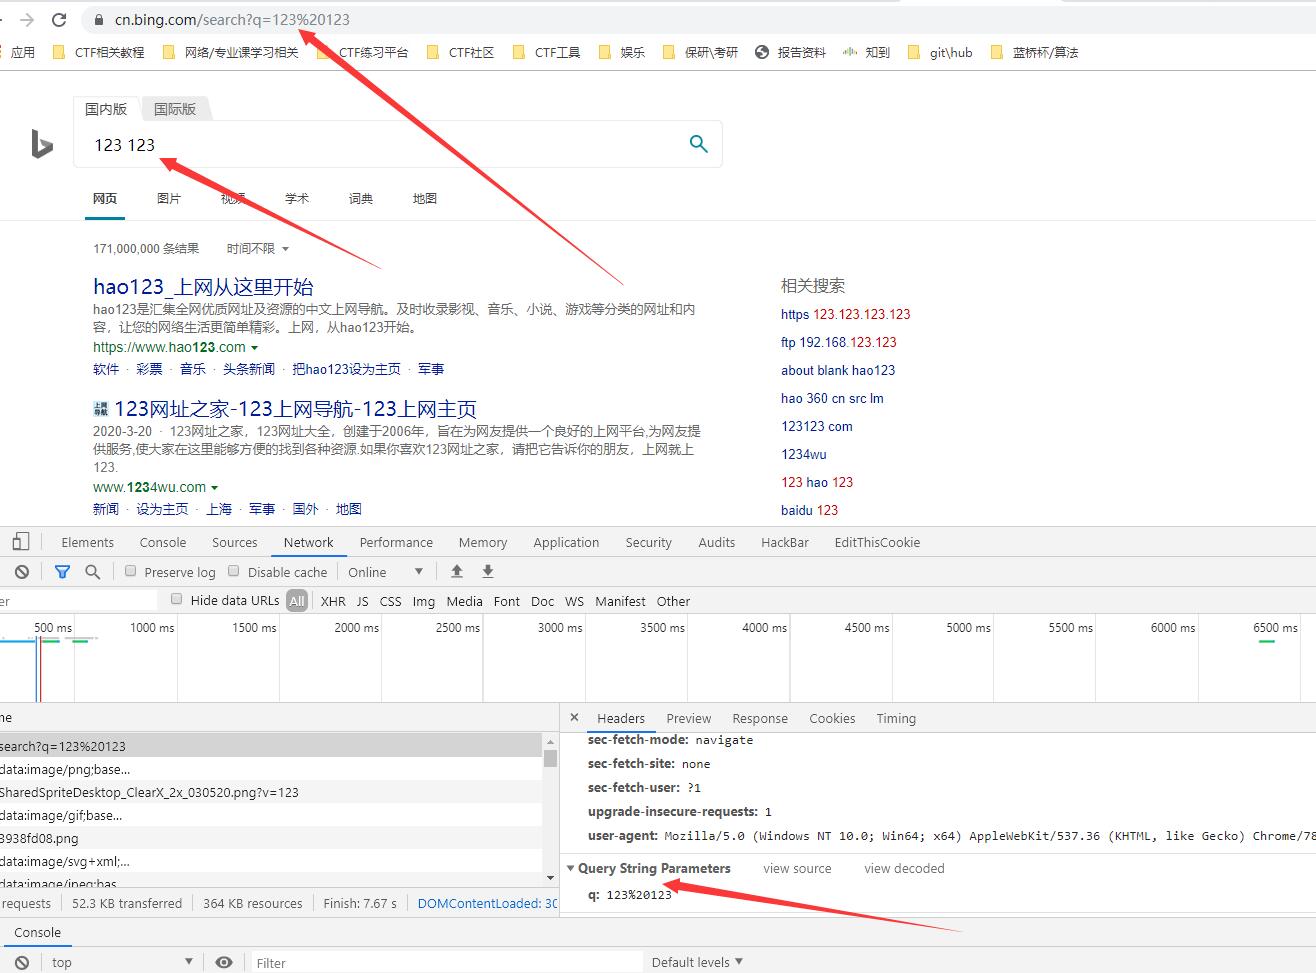 cn.bing.com/search?q=123%20123
应用 CTF相关教程 网络/专业课学习相关 CTF练习平台 CTF社区 CTF工具 娱乐 保研\考研 报告资料 知到 git\hub 蓝桥杯/算法
国内版 国际版
123 123
网页 图片 视频 学术 词典 地图
171,000,000 条结果 时间不限
hao123_上网从这里开始
hao123是汇集全网优质网址及资源的中文上网导航。及时收录影视、音乐、小说、游戏等分类的网址和内
容，让您的网络生活更简单精彩。上网，从hao123开始。
https://www.hao123.com
软件 · 彩票 · 音乐 · 头条新闻 · 把hao123设为主页 · 军事
上网导航 123网址之家-123上网导航-123上网主页
2020-3-20 · 123网址之家，123网址大全，创建于2006年，旨在为网友提供一个良好的上网平台,为网友提
供服务,使大家在这里能够方便的找到各种资源.如果你喜欢123网址之家，请把它告诉你的朋友，上网就上
123.
www.1234wu.com
新闻 · 设为主页 · 上海 · 军事 · 国外 · 地图
相关搜索
https 123.123.123.123
ftp 192.168.123.123
about blank hao123
hao 360 cn src lm
123123 com
1234wu
123 hao 123
baidu 123
Elements Console Sources Network Performance Memory Application Security Audits HackBar EditThisCookie
Preserve log Disable cache Online
er Hide data URLs All XHR JS CSS Img Media Font Doc WS Manifest Other
500 ms 1000 ms 1500 ms 2000 ms 2500 ms 3000 ms 3500 ms 4000 ms 4500 ms 5000 ms 5500 ms 6000 ms 6500 ms
me
search?q=123%20123
data:image/png;base...
SharedSpriteDesktop_ClearX_2x_030520.png?v=123
data:image/gif;base...
3938fd08.png
data:image/svg+xml;...
data:image/jpeg;bas
requests 52.3 KB transferred 364 KB resources Finish: 7.67 s DOMContentLoaded: 30
× Headers Preview Response Cookies Timing
sec-fetch-mode: navigate
sec-fetch-site: none
sec-fetch-user: ?1
upgrade-insecure-requests: 1
user-agent: Mozilla/5.0 (Windows NT 10.0; Win64; x64) AppleWebKit/537.36 (KHTML, like Gecko) Chrome/78
Query String Parameters view source view decoded
q: 123%20123
Console
top Filter Default levels